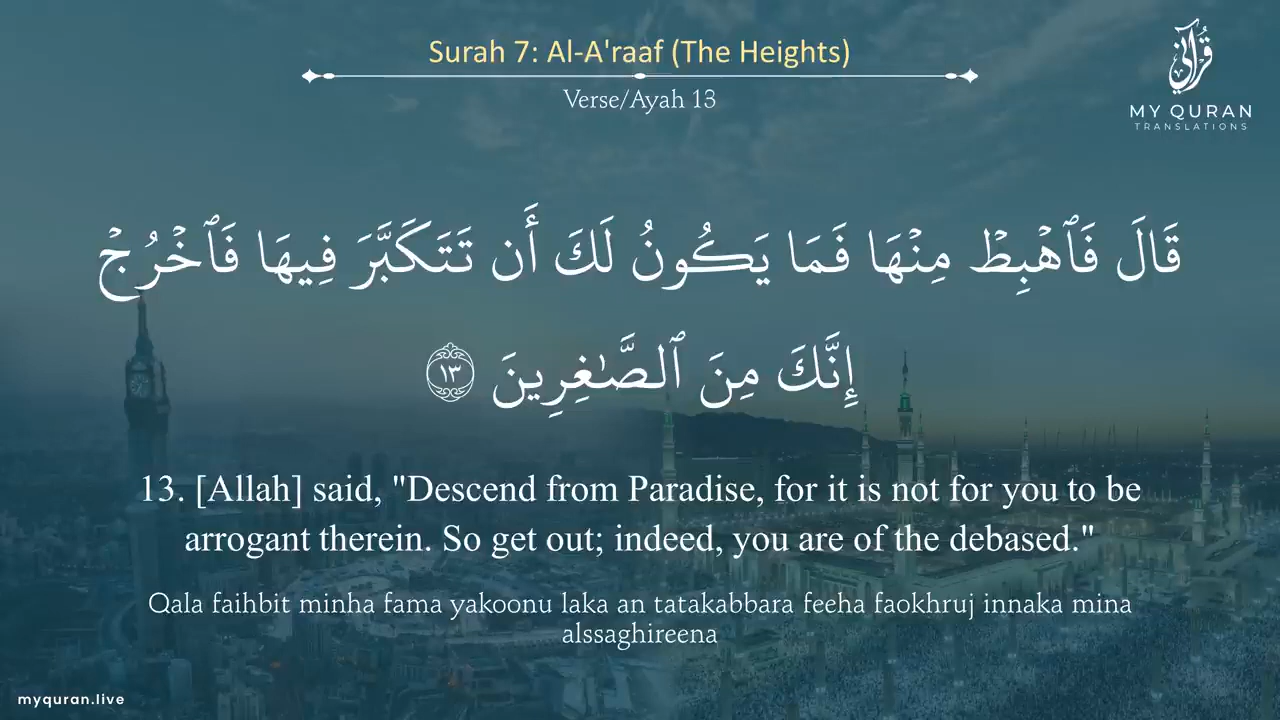 Surah 7: Al-A'raaf (The Heights)
Verse/Ayah 13
قرآني
MY QURAN
TRANSLATIONS
قَالَ فَٱهْبِطْ مِنْهَا فَمَا يَكُونُ لَكَ أَن تَتَكَبَّرَ فِيهَا فَٱخْرُجْ
إِنَّكَ مِنَ ٱلصَّـٰغِرِينَ ١٣
13. [Allah] said, "Descend from Paradise, for it is not for you to be
arrogant therein. So get out; indeed, you are of the debased."
Qala faihbit minha fama yakoonu laka an tatakabbara feeha faokhruj innaka mina
alssaghireena
myquran.live